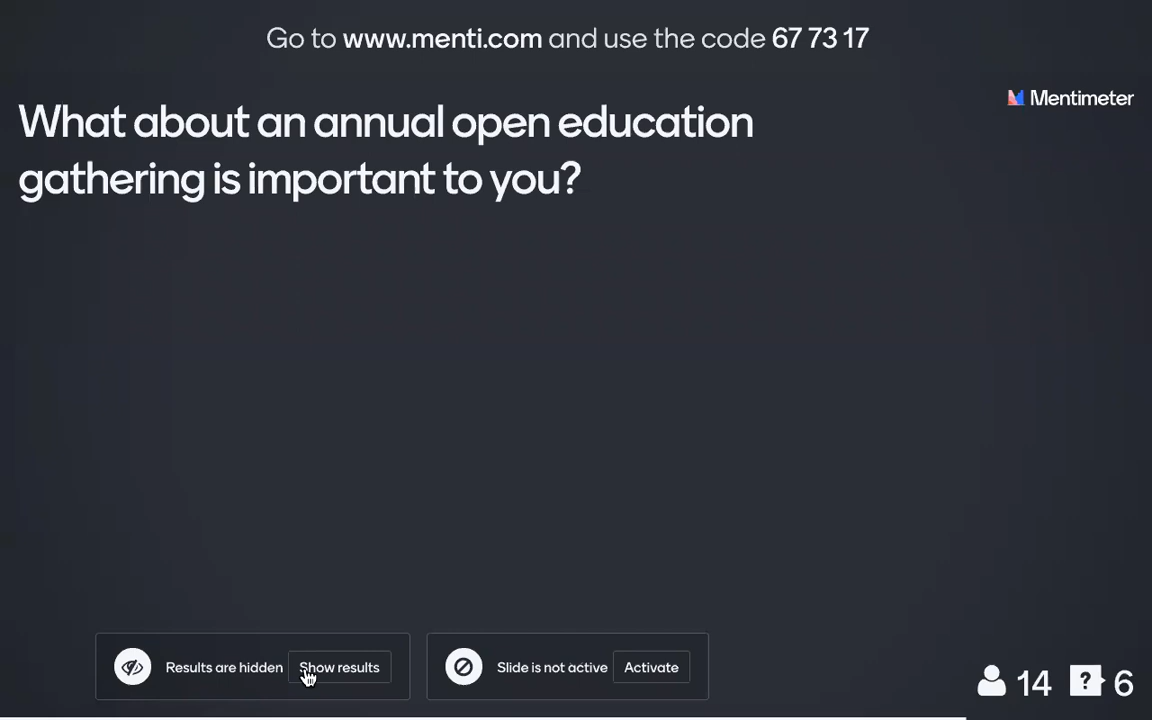 Go to www.menti.com and use the code 67 73 17
Mentimeter
What about an annual open education
gathering is important to you?
Results are hidden Show results
Slide is not active Activate
14 ? 6